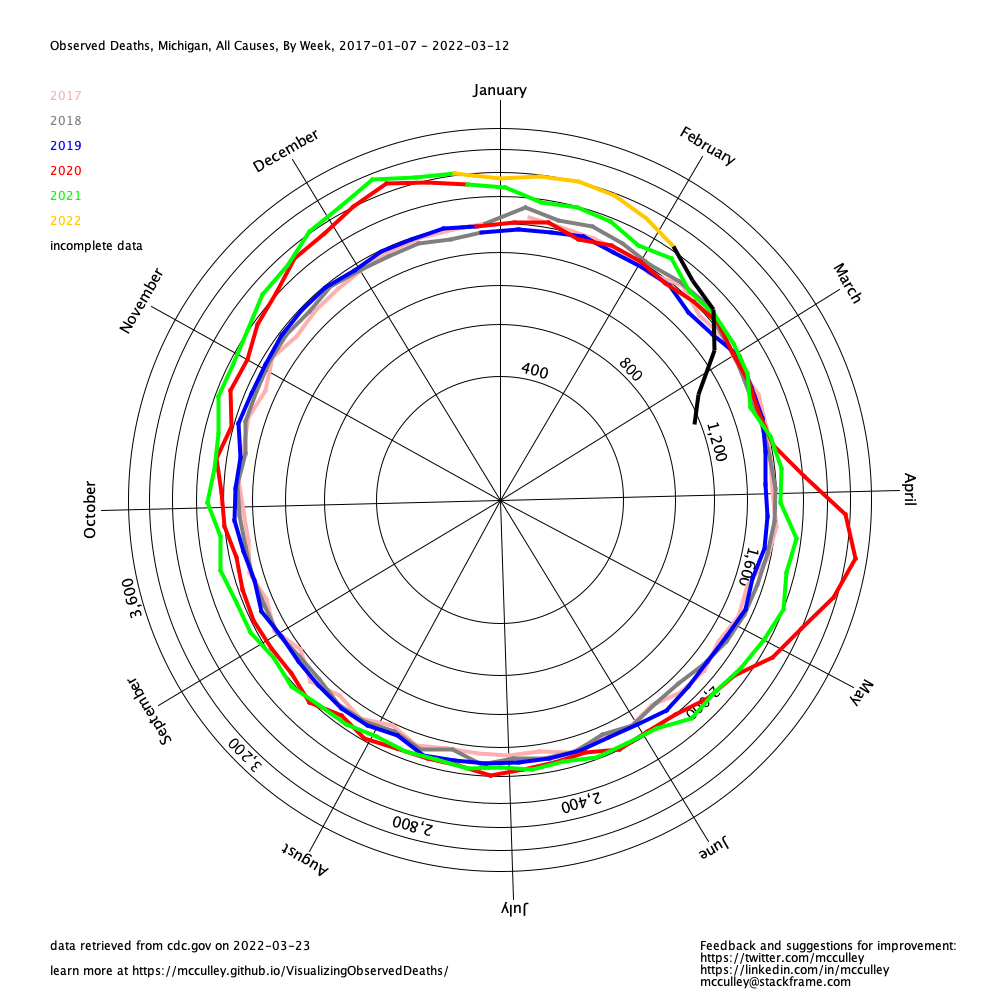 Observed Deaths, Michigan, All Causes, By Week, 2017-01-07 - 2022-03-12
January
2017
2018
2019
2020
2021
2022
incomplete data
December
February
November
March
400
800
1,200
October
April
1,600
3,600
May
2,000
September
3,200
2,400
2,800
June
August
July
data retrieved from cdc.gov on 2022-03-23
learn more at https://mcculley.github.io/VisualizingObservedDeaths/
Feedback and suggestions for improvement:
https://twitter.com/mcculley
https://linkedin.com/in/mcculley
mcculley@stackframe.com